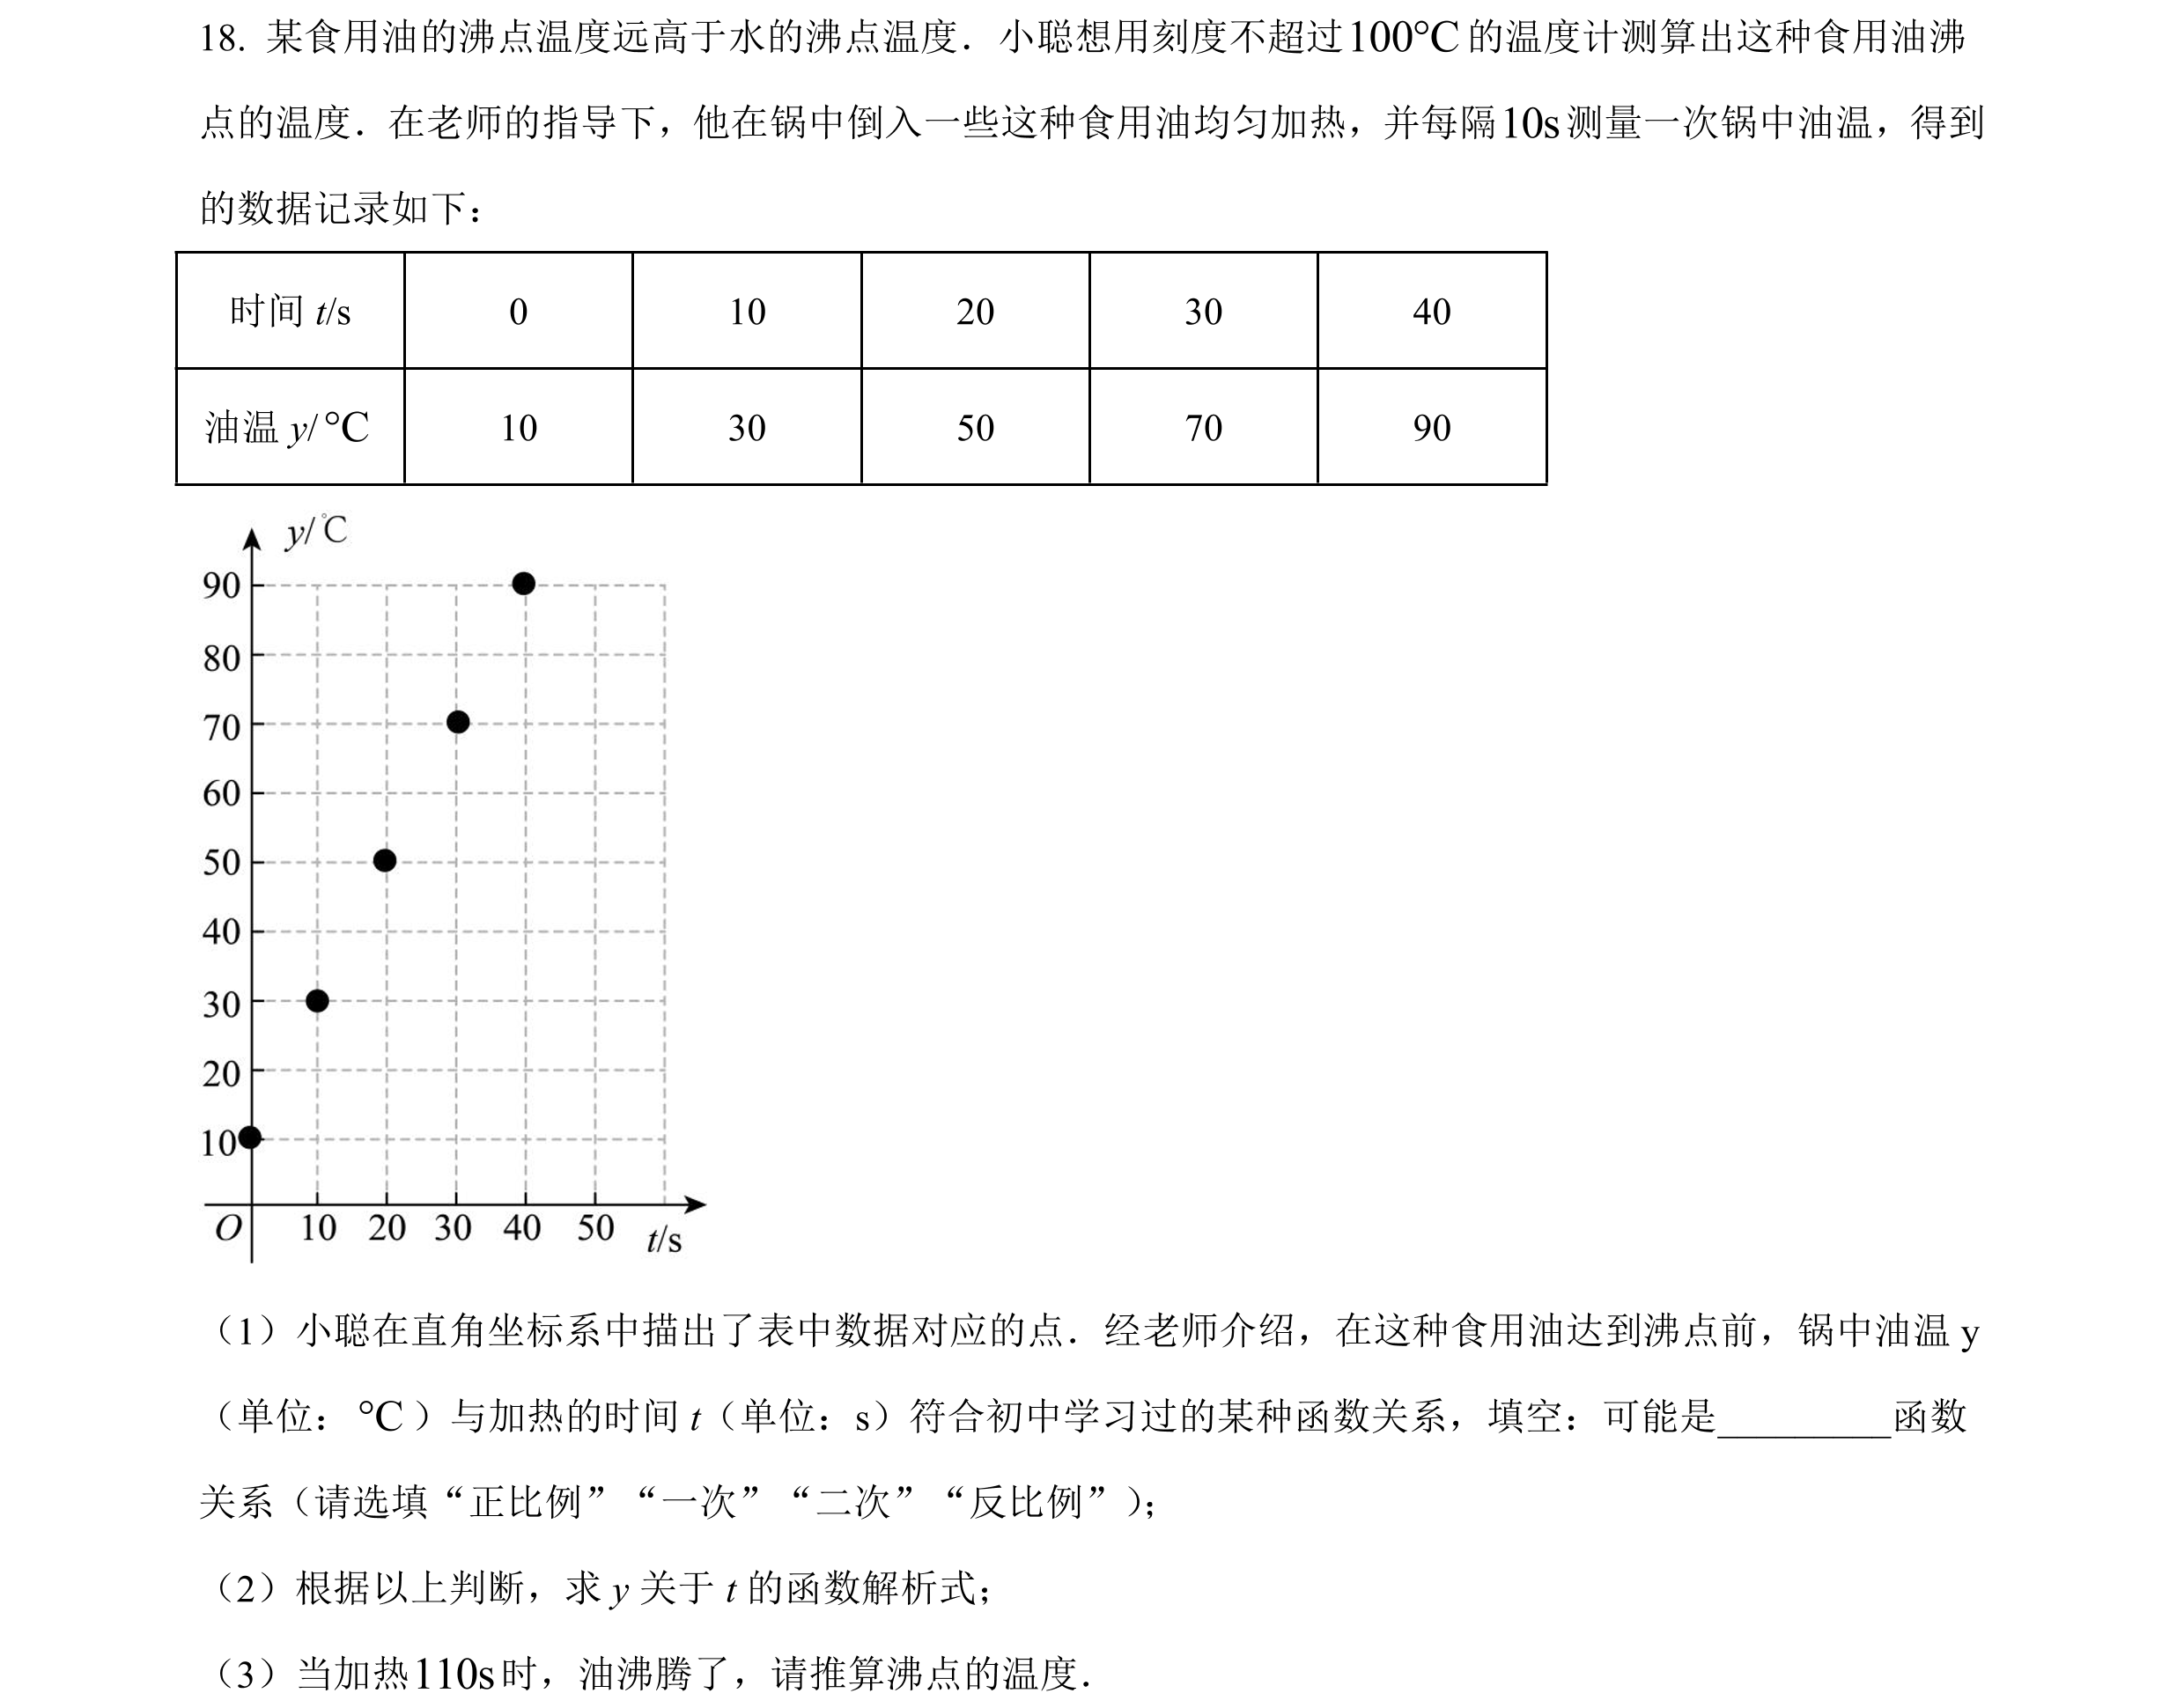 18. 某食用油的沸点温度远高于水的沸点温度．小聪想用刻度不超过100°C的温度计测算出这种食用油沸
点的温度．在老师的指导下，他在锅中倒入一些这种食用油均匀加热，并每隔10s测量一次锅中油温，得到
的数据记录如下：
时间 t/s 0 10 20 30 40
油温 y/ °C 10 30 50 70 90
y/℃
90
80
70
60
50
40
30
20
10
O 10 20 30 40 50 t/s
（1）小聪在直角坐标系中描出了表中数据对应的点．经老师介绍，在这种食用油达到沸点前，锅中油温 y
（单位：°C）与加热的时间 t（单位：s）符合初中学习过的某种函数关系，填空：可能是_________函数
关系（请选填“正比例”“一次”“二次”“反比例”）；
（2）根据以上判断，求 y 关于 t 的函数解析式；
（3）当加热110s时，油沸腾了，请推算沸点的温度．